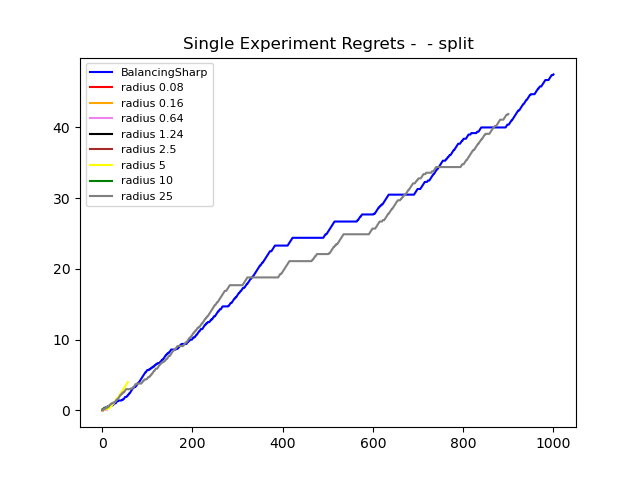 Single Experiment Regrets -  - split
BalancingSharp
radius 0.08
radius 0.16
radius 0.64
radius 1.24
radius 2.5
radius 5
radius 10
radius 25
40
30
20
10
0
0 200 400 600 800 1000